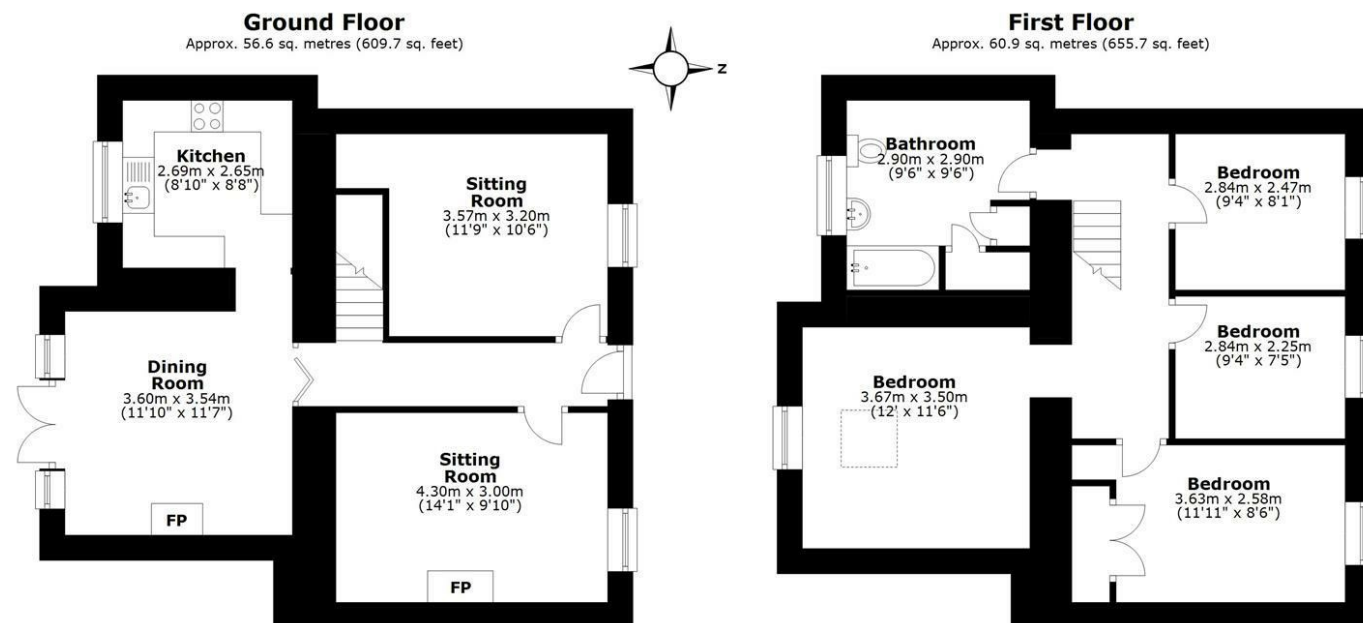 Ground Floor
Approx. 56.6 sq. metres (609.7 sq. feet)
Kitchen
2.69m x 2.65m
(8'10" x 8'8")
Sitting
Room
3.57m x 3.20m
(11'9" x 10'6")
Dining
Room
3.60m x 3.54m
(11'10" x 11'7")
FP
Sitting
Room
4.30m x 3.00m
(14'1" x 9'10")
FP
N
First Floor
Approx. 60.9 sq. metres (655.7 sq. feet)
Bathroom
2.90m x 2.90m
(9'6" x 9'6")
Bedroom
2.84m x 2.47m
(9'4" x 8'1")
Bedroom
2.84m x 2.25m
(9'4" x 7'5")
Bedroom
3.67m x 3.50m
(12' x 11'6")
Bedroom
3.63m x 2.58m
(11'11" x 8'6")